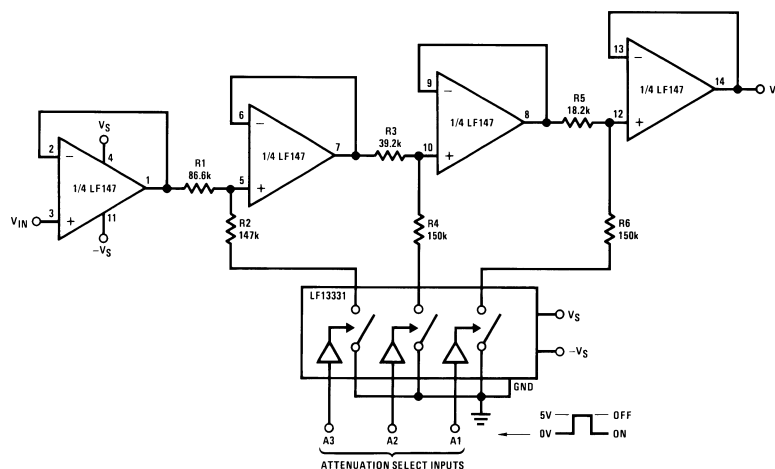 13
14
1/4 LF147
12
V
9
8
1/4 LF147
10
R5
18.2k
6
7
1/4 LF147
5
R3
39.2k
VS
4
2
1
1/4 LF147
3
11
VIN
-VS
R1
86.6k
R2
147k
R4
150k
R6
150k
LF13331
VS
-VS
GND
A3
A2
A1
5V
OFF
0V
ON
ATTENUATION SELECT INPUTS